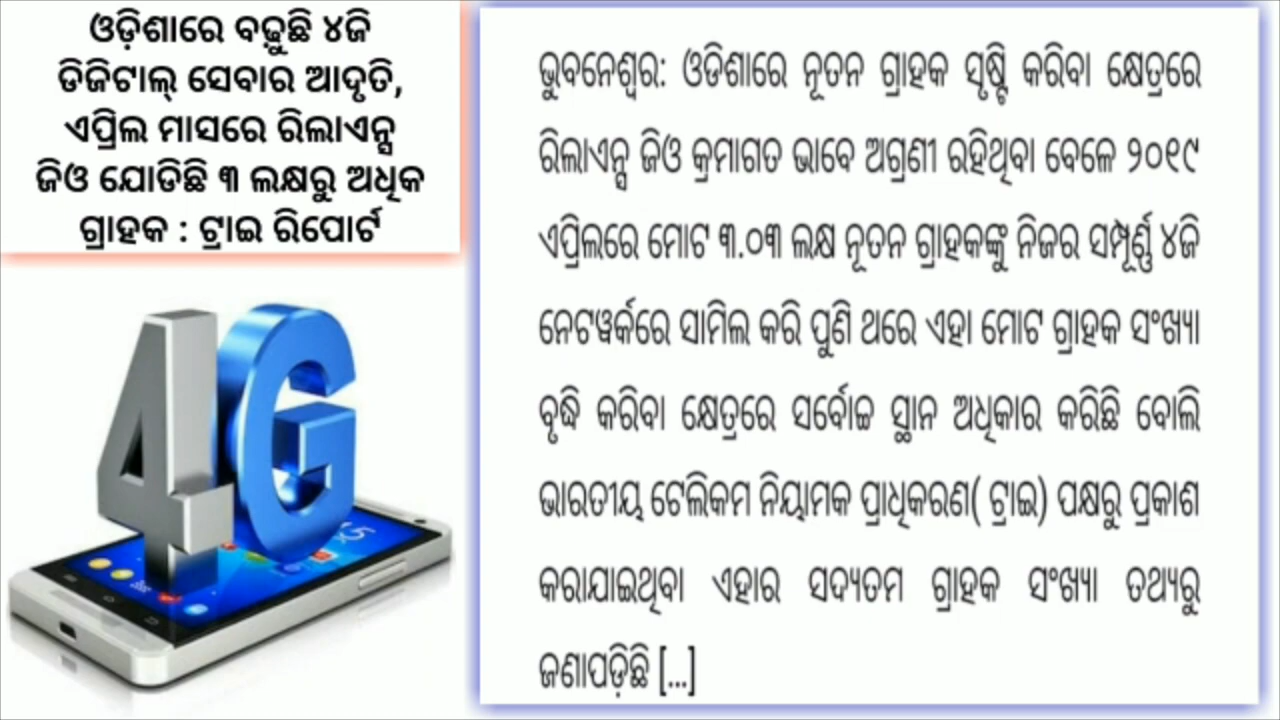 ଓଡ଼ିଶାରେ ବଢୁଛି ୪ଜି
ଡିଜିଟାଲ୍ ସେବାର ଆଦୃତି,
ଏପ୍ରିଲ ମାସରେ ରିଲାଏନ୍ସ
ଜିଓ ଯୋଡିଛି ୩ ଲକ୍ଷରୁ ଅଧିକ
ଗ୍ରାହକ : ଟ୍ରାଇ ରିପୋର୍ଟ
4G
ଭୁବନେଶ୍ୱର: ଓଡିଶାରେ ନୂତନ ଗ୍ରାହକ ସୃଷ୍ଟି କରିବା କ୍ଷେତ୍ରରେ
ରିଲାଏନ୍ସ ଜିଓ କ୍ରମାଗତ ଭାବେ ଅଗ୍ରଣୀ ରହିଥିବା ବେଳେ ୨୦୧୯
ଏପ୍ରିଲରେ ମୋଟ ୩.୦୩ ଲକ୍ଷ ନୂତନ ଗ୍ରାହକଙ୍କୁ ନିଜର ସମ୍ପୂର୍ଣ୍ଣ ୪ଜି
ନେଟୱର୍କରେ ସାମିଲ କରି ପୁଣି ଥରେ ଏହା ମୋଟ ଗ୍ରାହକ ସଂଖ୍ୟା
ବୃଦ୍ଧି କରିବା କ୍ଷେତ୍ରରେ ସର୍ବୋଚ୍ଚ ସ୍ଥାନ ଅଧିକାର କରିଛି ବୋଲି
ଭାରତୀୟ ଟେଲିକମ ନିୟାମକ ପ୍ରାଧିକରଣ( ଟ୍ରାଇ) ପକ୍ଷରୁ ପ୍ରକାଶ
କରାଯାଇଥିବା ଏହାର ସଦ୍ୟତମ ଗ୍ରାହକ ସଂଖ୍ୟା ତଥ୍ୟରୁ
ଜଣାପଡ଼ିଛି [...]